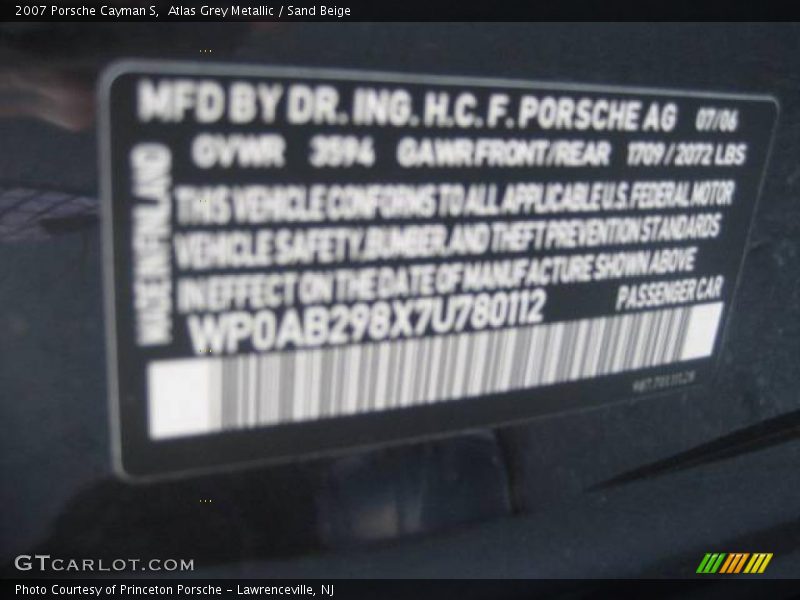 2007 Porsche Cayman S,  Atlas Grey Metallic / Sand Beige
MFD BY DR. ING. H.C. F. PORSCHE AG 07/06
GVWR 3594 GAWR FRONT/REAR 1709 / 2072 LBS
MADE IN FINLAND
THIS VEHICLE CONFORMS TO ALL APPLICABLE U.S. FEDERAL MOTOR
VEHICLE SAFETY, BUMBER, AND THEFT PREVENTION STANDARDS
IN EFFECT ON THE DATE OF MANUFACTURE SHOWN ABOVE
WP0AB298X7U780112 PASSENGER CAR
GTCARLOT.COM
Photo Courtesy of Princeton Porsche - Lawrenceville, NJ